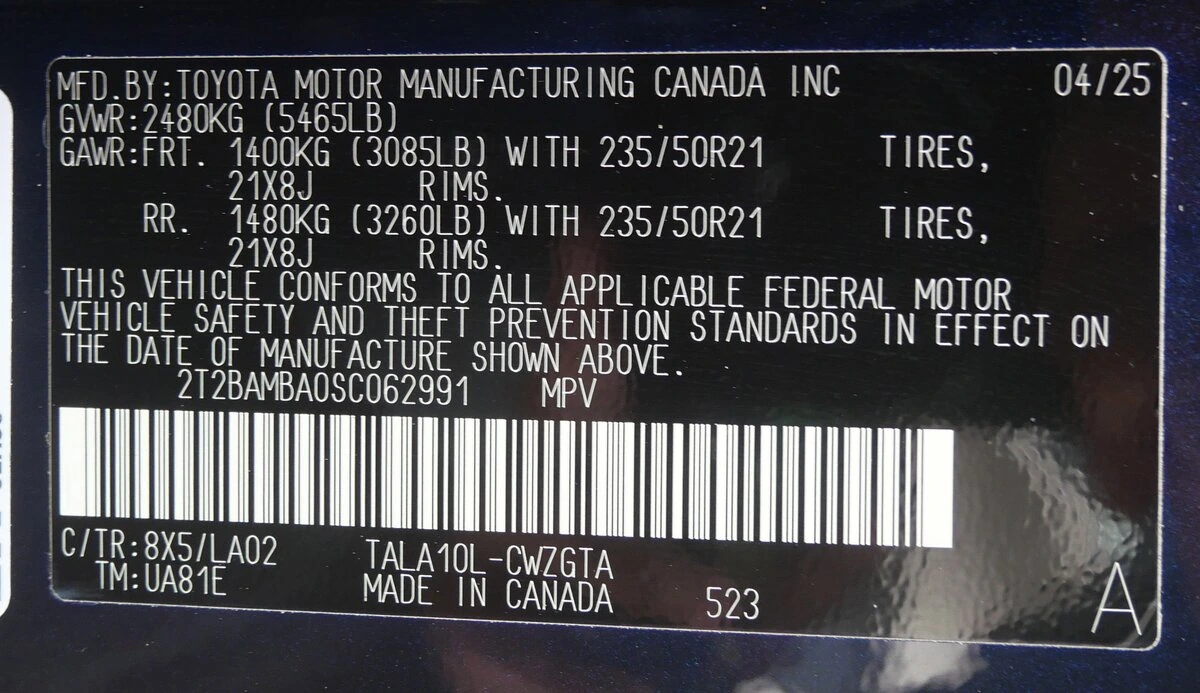 MFD.BY:TOYOTA MOTOR MANUFACTURING CANADA INC 04/25
GVWR:2480KG (5465LB)
GAWR:FRT. 1400KG (3085LB) WITH 235/50R21 TIRES,
21X8J RIMS.
RR. 1480KG (3260LB) WITH 235/50R21 TIRES,
21X8J RIMS.
THIS VEHICLE CONFORMS TO ALL APPLICABLE FEDERAL MOTOR
VEHICLE SAFETY AND THEFT PREVENTION STANDARDS IN EFFECT ON
THE DATE OF MANUFACTURE SHOWN ABOVE.
2T2BAMBA0SC062991 MPV
C/TR:8X5/LA02 TALA10L-CWZGTA
TM:UA81E MADE IN CANADA 523
A